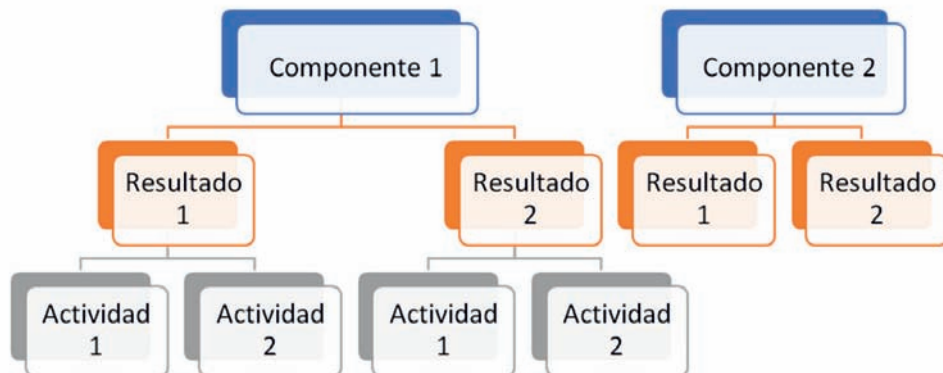 Componente 1
Componente 2
Resultado
1
Resultado
2
Resultado
1
Resultado
2
Actividad
1
Actividad
2
Actividad
1
Actividad
2